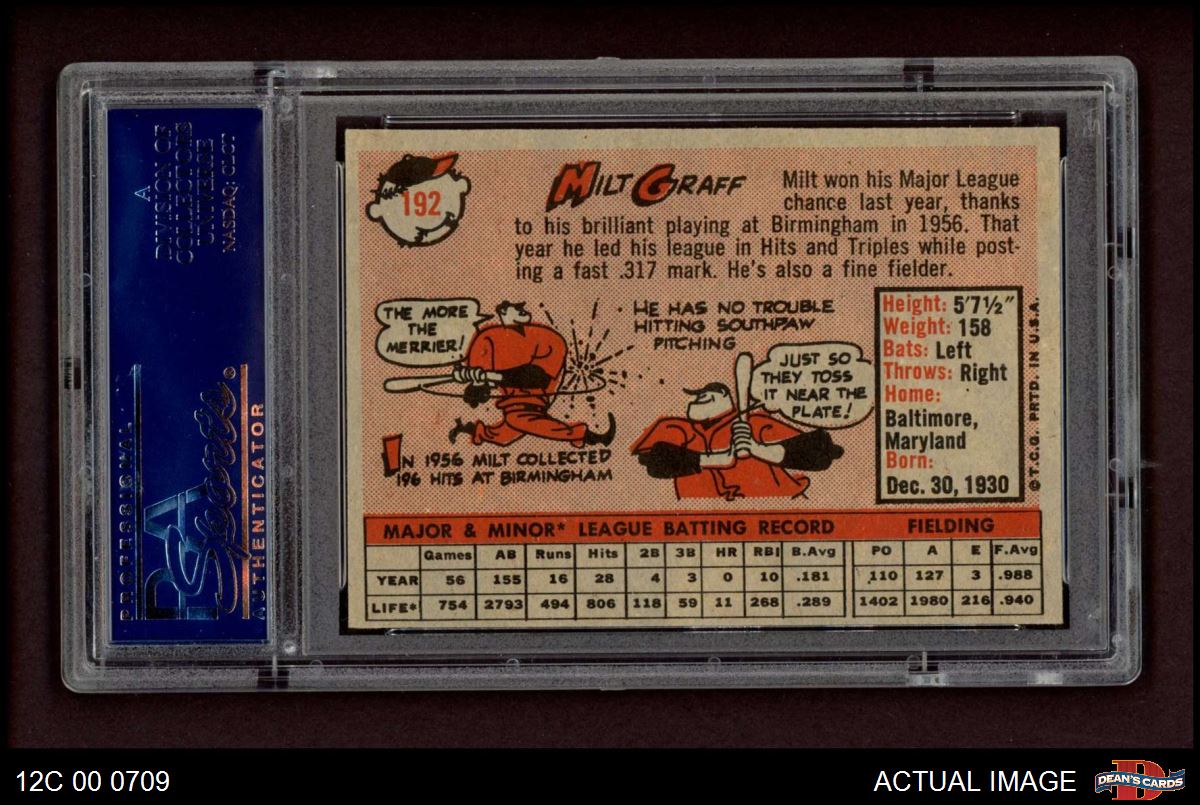 A
DIVISION OF
COLLECTORS
UNIVERSE
NASDAQ: CLCT
PROFESSIONAL
PSA
Sports
AUTHENTICATOR
192
MILT GRAFF
Milt won his Major League
chance last year, thanks
to his brilliant playing at Birmingham in 1956. That
year he led his league in Hits and Triples while post-
ing a fast .317 mark. He's also a fine fielder.
THE MORE
THE
MERRIER!
HE HAS NO TROUBLE
HITTING SOUTHPAW
PITCHING
JUST SO
THEY TOSS
IT NEAR THE
PLATE!
IN 1956 MILT COLLECTED
196 HITS AT BIRMINGHAM
Height: 5'7½"
Weight: 158
Bats: Left
Throws: Right
Home:
Baltimore,
Maryland
Born:
Dec. 30, 1930
©T.C.G. PRTD. IN U.S.A.
MAJOR & MINOR* LEAGUE BATTING RECORD FIELDING
Games AB Runs Hits 2B 3B HR RBI B.Avg PO A E F.Avg
YEAR 56 155 16 28 4 3 0 10 .181 110 127 3 .988
LIFE* 754 2793 494 806 118 59 11 268 .289 1402 1980 216 .940
12C 00 0709
ACTUAL IMAGE
DEAN'S CARDS